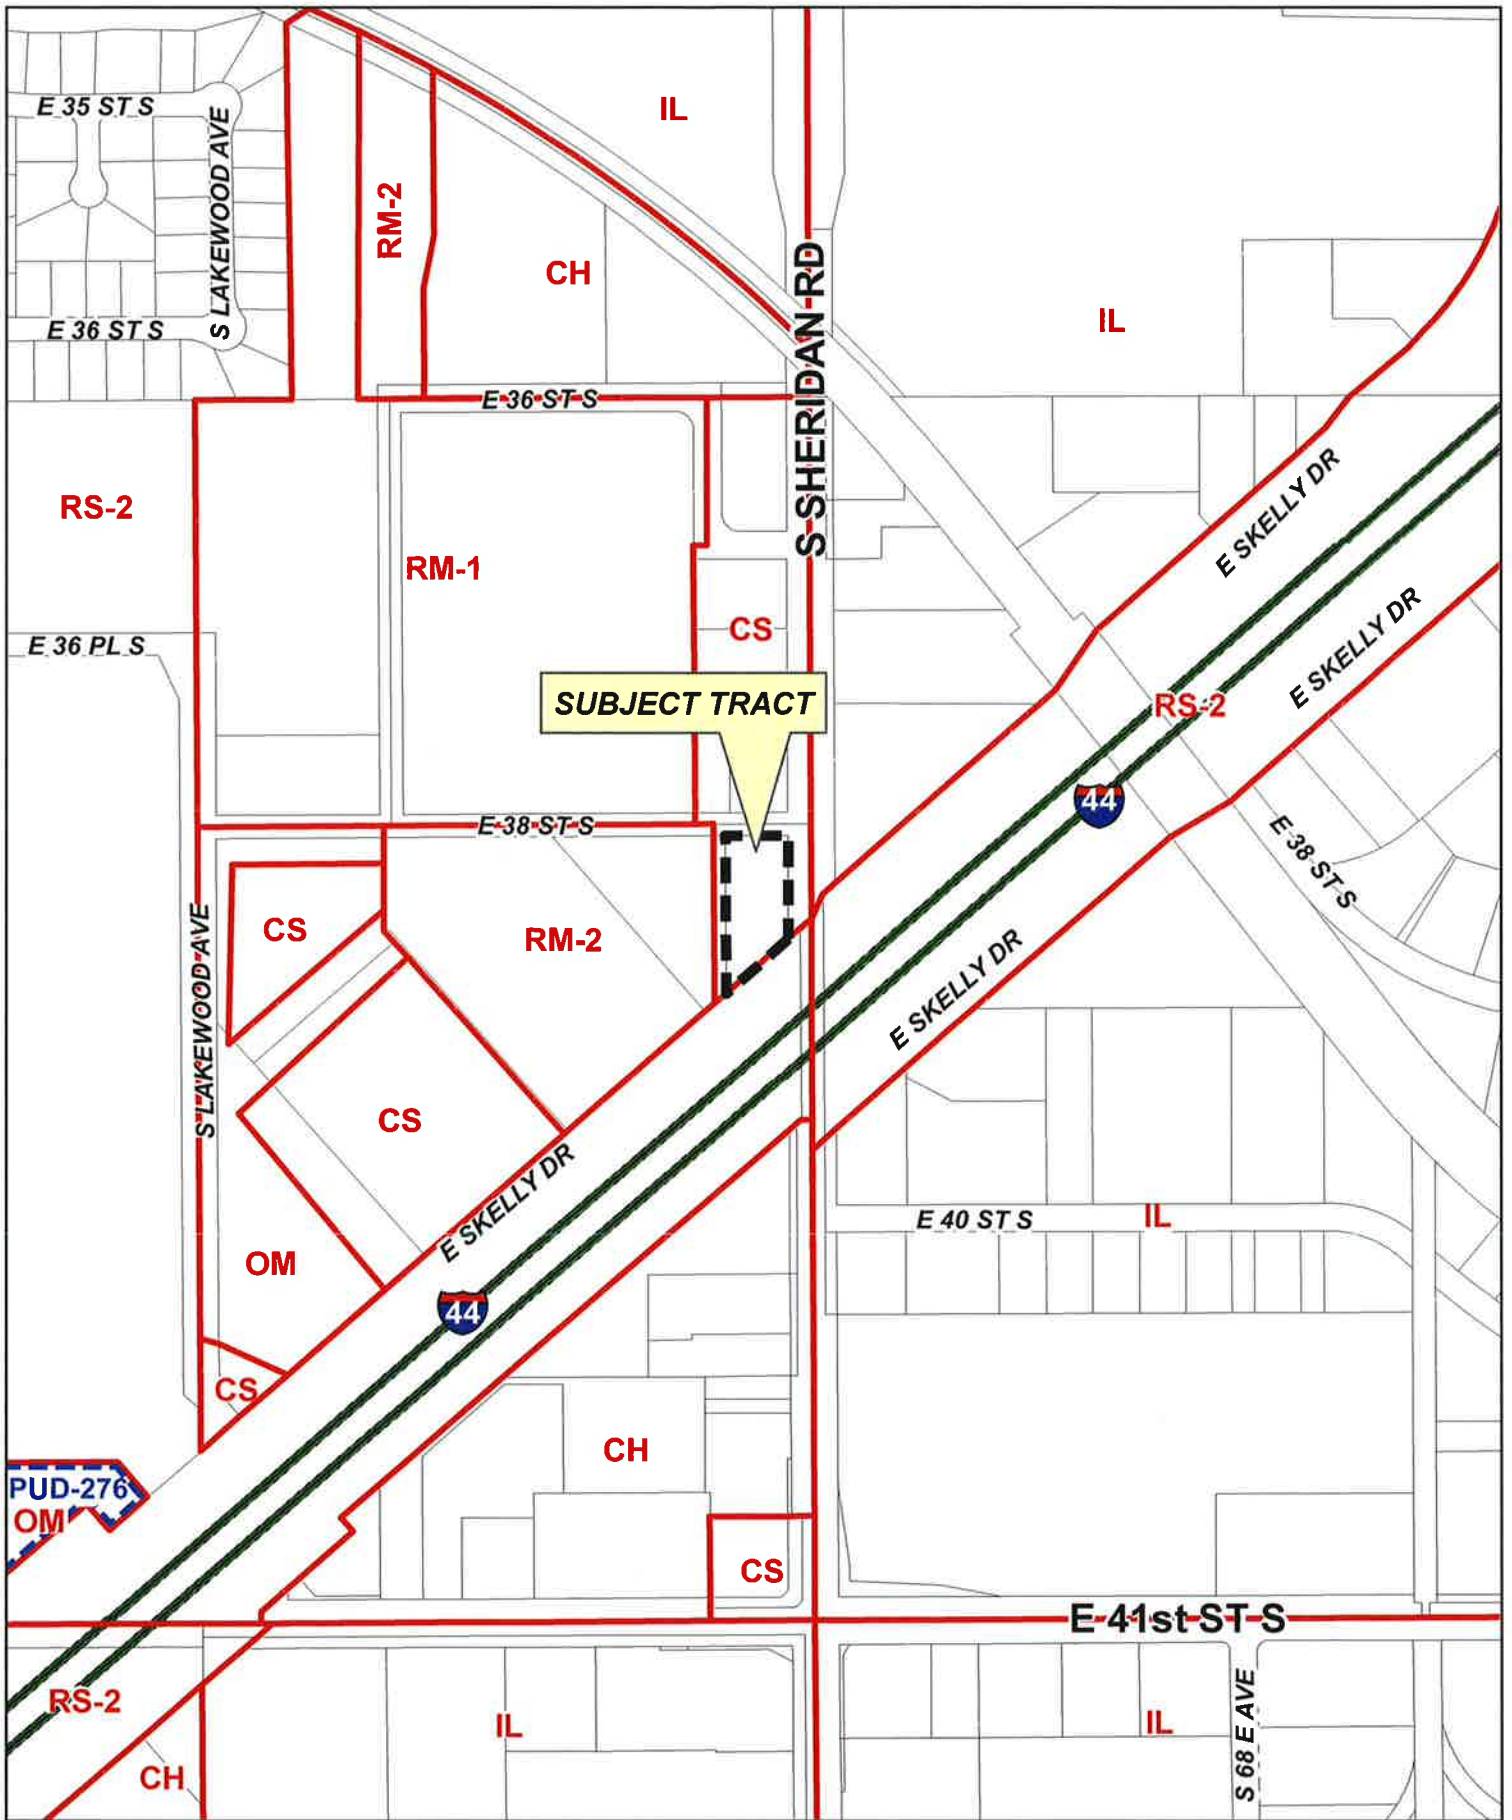 E 35 ST S
S LAKEWOOD AVE
IL
RM-2
CH
S SHERIDAN RD
IL
E 36 ST S
E 36 ST S
RS-2
RM-1
E SKELLY DR
CS
E 36 PL S
E SKELLY DR
SUBJECT TRACT
RS-2
44
E 38 ST S
E 38 ST S
CS
RM-2
S LAKEWOOD AVE
E SKELLY DR
CS
E SKELLY DR
E 40 ST S
IL
OM
44
CS
CH
PUD-276
OM
CS
E 41st ST S
RS-2
IL
IL
S 68 E AVE
CH